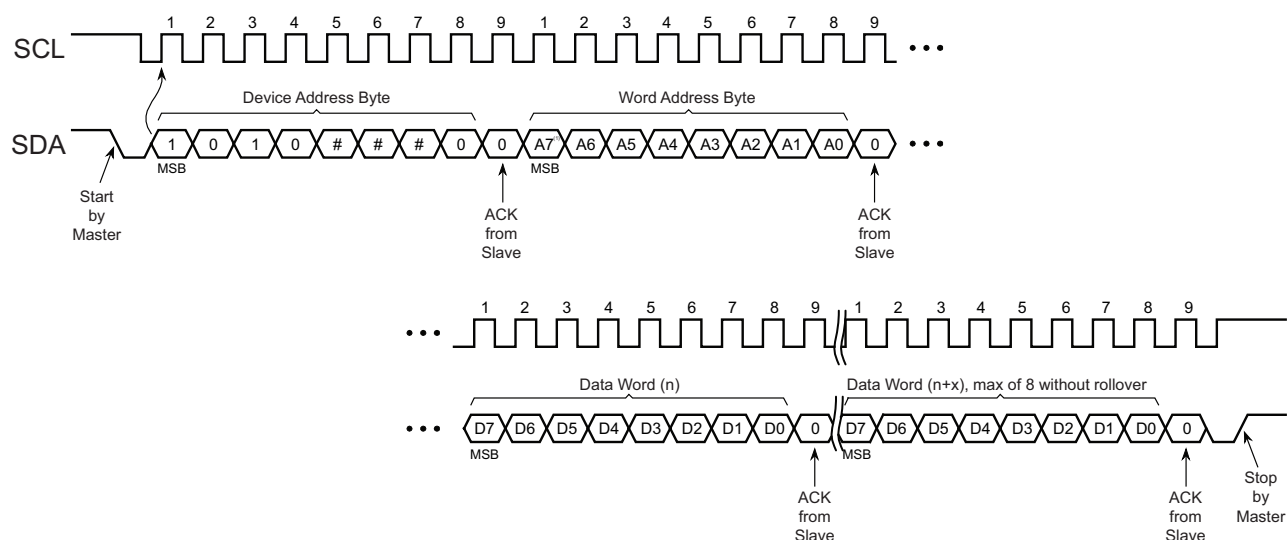 1 2 3 4 5 6 7 8 9 1 2 3 4 5 6 7 8 9
SCL
Device Address Byte Word Address Byte
SDA 1 0 1 0 # # # 0 0 A7 A6 A5 A4 A3 A2 A1 A0 0
MSB MSB
Start
by
Master
ACK
from
Slave
ACK
from
Slave
1 2 3 4 5 6 7 8 9 1 2 3 4 5 6 7 8 9
Data Word (n) Data Word (n+x), max of 8 without rollover
D7 D6 D5 D4 D3 D2 D1 D0 0 D7 D6 D5 D4 D3 D2 D1 D0 0
MSB MSB
ACK
from
Slave
ACK
from
Slave
Stop
by
Master